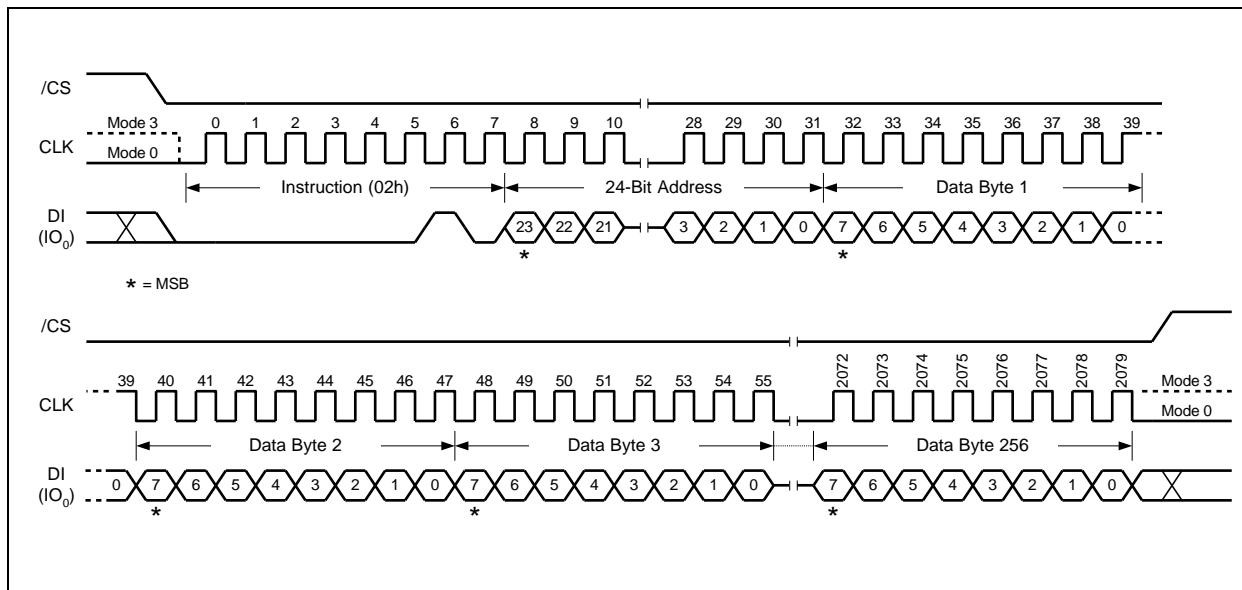 /CS
Mode 3 0 1 2 3 4 5 6 7 8 9 10 28 29 30 31 32 33 34 35 36 37 38 39
CLK Mode 0
Instruction (02h) 24-Bit Address Data Byte 1
DI
(IO0) 23 22 21 3 2 1 0 7 6 5 4 3 2 1 0
* *
* = MSB
/CS
39 40 41 42 43 44 45 46 47 48 49 50 51 52 53 54 55 2072 2073 2074 2075 2076 2077 2078 2079 Mode 3
CLK Mode 0
Data Byte 2 Data Byte 3 Data Byte 256
DI
(IO0) 0 7 6 5 4 3 2 1 0 7 6 5 4 3 2 1 0 7 6 5 4 3 2 1 0
* * *